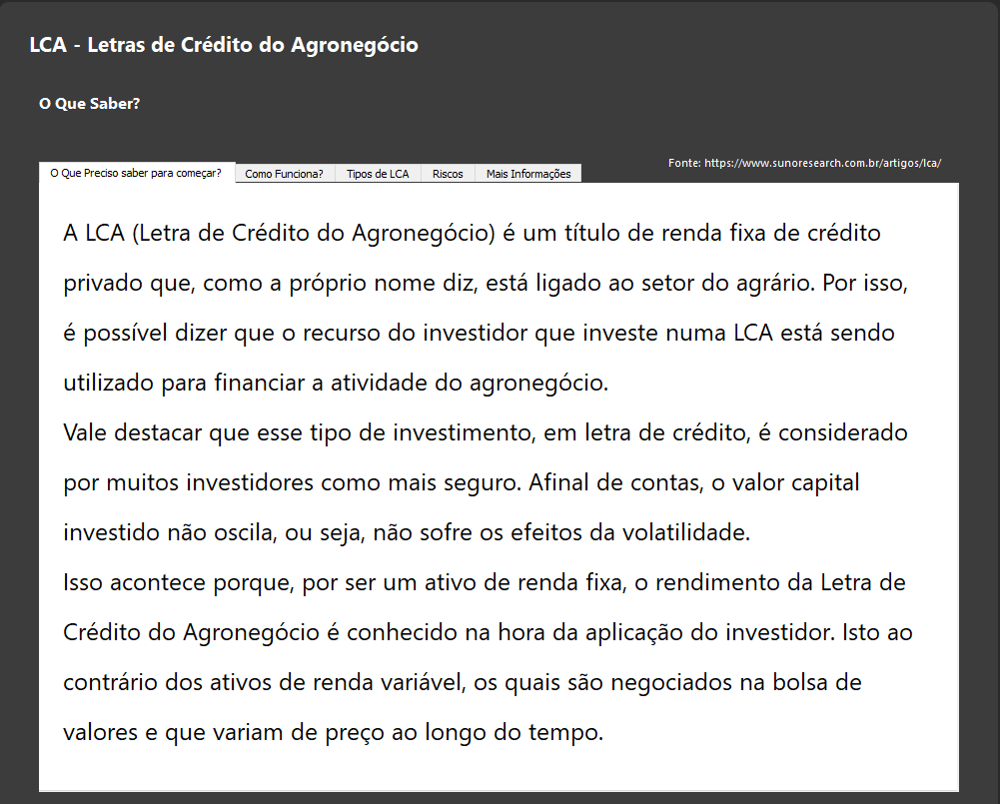 LCA - Letras de Crédito do Agronegócio
O Que Saber?
Fonte: https://www.sunoresearch.com.br/artigos/lca/
O Que Preciso saber para começar?
Como Funciona?
Tipos de LCA
Riscos
Mais Informações
A LCA (Letra de Crédito do Agronegócio) é um título de renda fixa de crédito
privado que, como a próprio nome diz, está ligado ao setor do agrário. Por isso,
é possível dizer que o recurso do investidor que investe numa LCA está sendo
utilizado para financiar a atividade do agronegócio.
Vale destacar que esse tipo de investimento, em letra de crédito, é considerado
por muitos investidores como mais seguro. Afinal de contas, o valor capital
investido não oscila, ou seja, não sofre os efeitos da volatilidade.
Isso acontece porque, por ser um ativo de renda fixa, o rendimento da Letra de
Crédito do Agronegócio é conhecido na hora da aplicação do investidor. Isto ao
contrário dos ativos de renda variável, os quais são negociados na bolsa de
valores e que variam de preço ao longo do tempo.